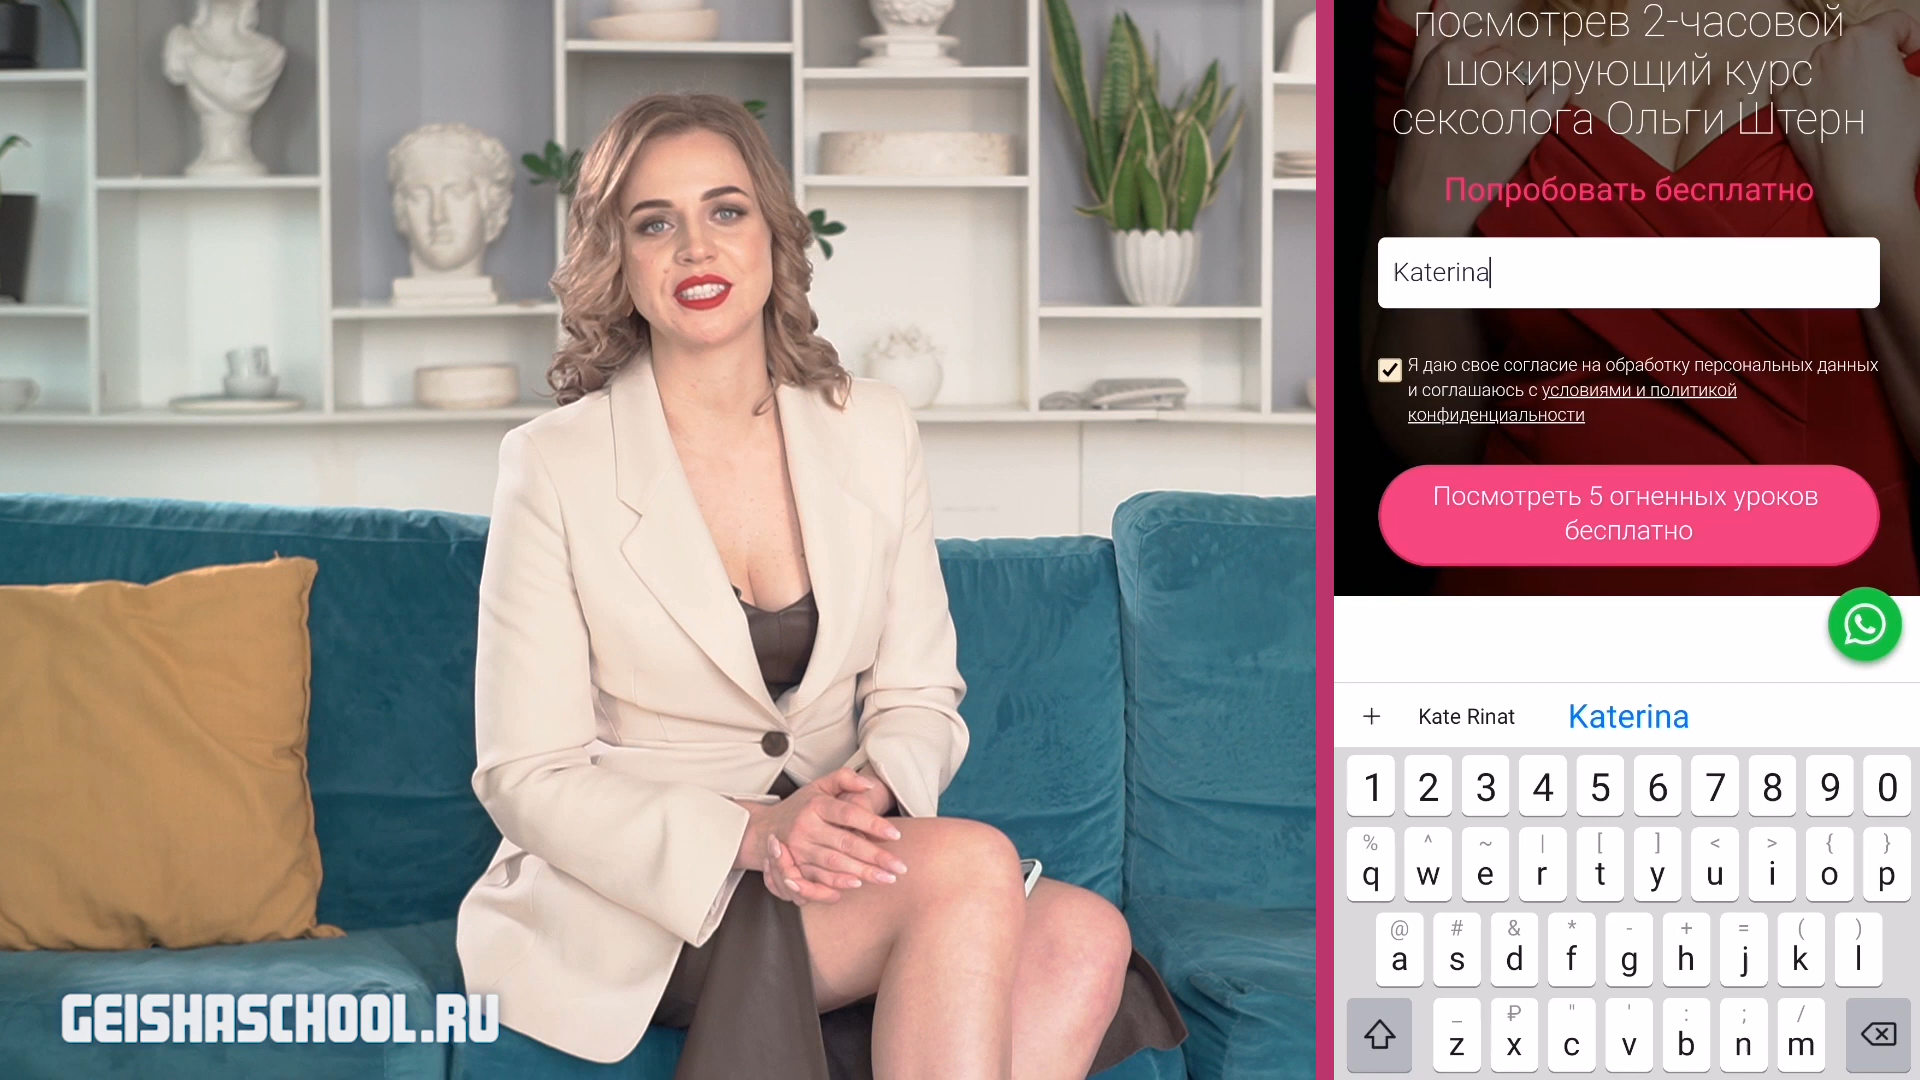 GEISHASCHOOL.RU
посмотрев 2-часовой
шокирующий курс
сексолога Ольги Штерн
Попробовать бесплатно
Katerina
Я даю свое согласие на обработку персональных данных
и соглашаюсь с условиями и политикой
конфиденциальности
Посмотреть 5 огненных уроков
бесплатно
+ Kate Rinat Katerina
1 2 3 4 5 6 7 8 9 0
% ^ ~ | [ ] < > { }
q w e r t y u i o p
@ # & * - + = ( )
a s d f g h j k l
_ ₽ " ' : ; /
z x c v b n m